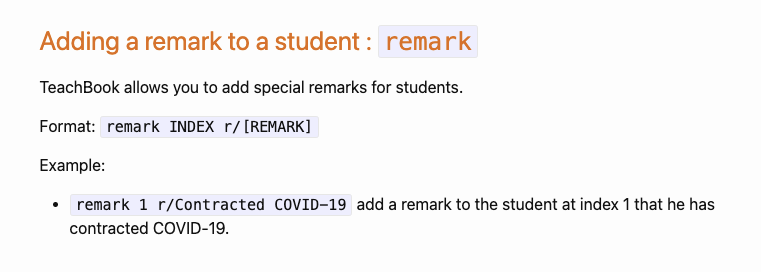 Adding a remark to a student : remark
TeachBook allows you to add special remarks for students.
Format: remark INDEX r/[REMARK]
Example:
• remark 1 r/Contracted COVID-19 add a remark to the student at index 1 that he has
contracted COVID-19.